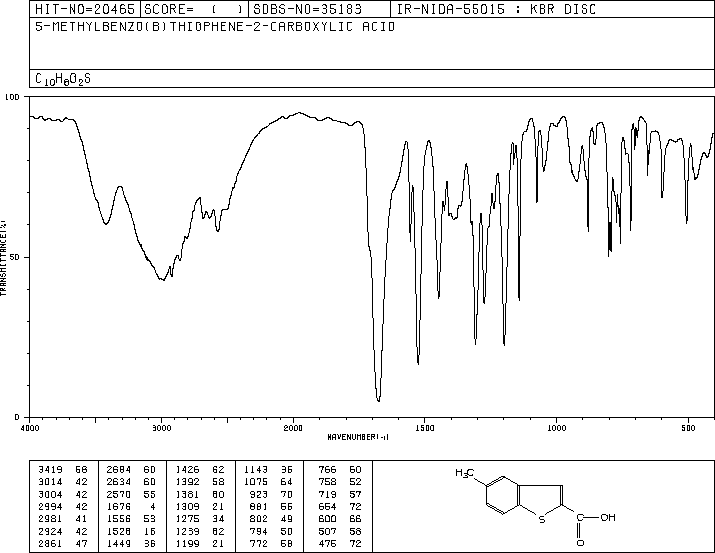 HIT-NO=20465 SCORE= ( ) SDBS-NO=35183 IR-NIDA-55015 : KBR DISC
5-METHYLBENZO(B)THIOPHENE-2-CARBOXYLIC ACID
C10H8O2S
100
50
0
TRANSMITTANCE(%)
4000 3000 2000 1500 1000 500
WAVENUMBER(-1)
3419 58 2684 60 1426 62 1143 35 766 60
3014 42 2634 60 1392 58 1075 64 758 52
3004 42 2570 55 1381 60 923 70 719 57
2994 42 1676 4 1309 21 881 55 654 72
2981 41 1556 53 1275 34 802 49 600 66
2924 42 1528 16 1239 62 794 50 507 58
2861 47 1449 36 1199 21 772 58 475 72
H3C
S
C
OH
O